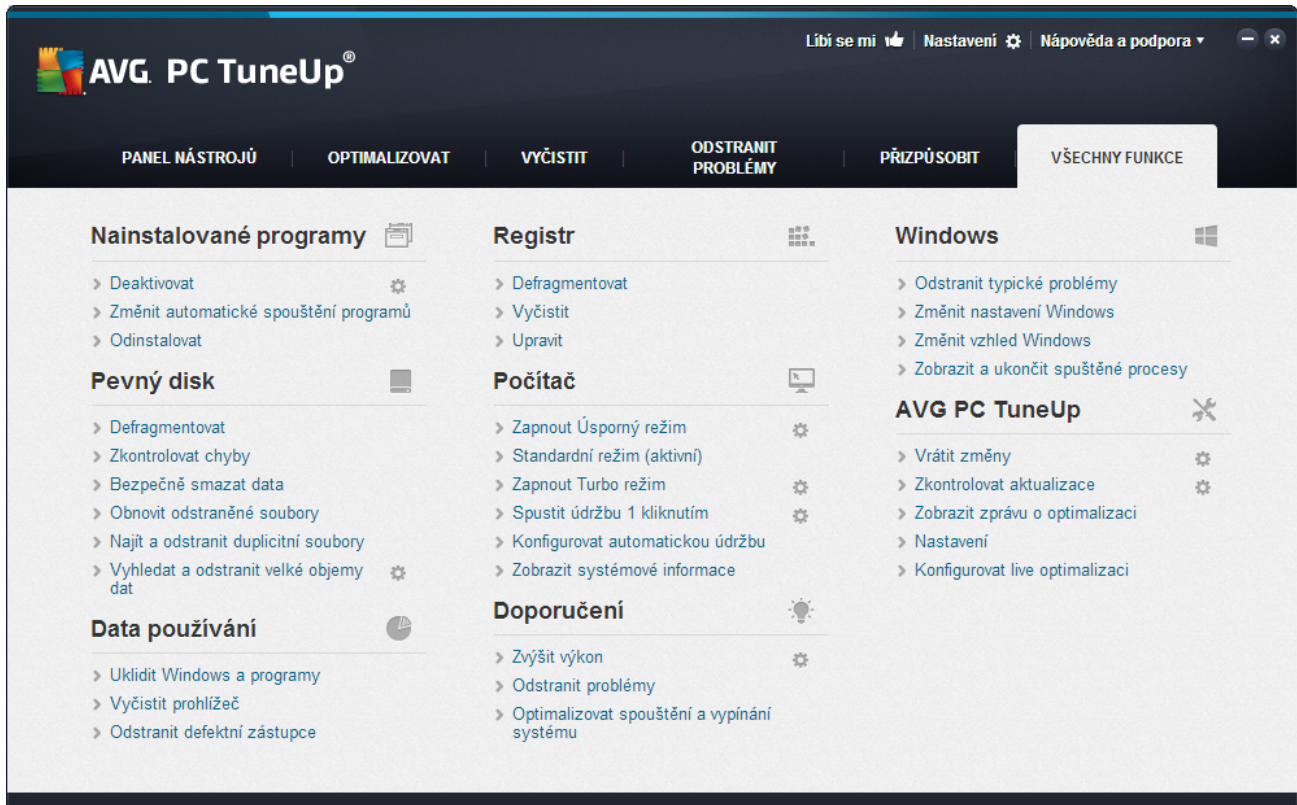 Líbí se mi
Nastavení
Nápověda a podpora
AVG. PC TuneUp®
PANEL NÁSTROJŮ
OPTIMALIZOVAT
VYČISTIT
ODSTRANIT
PROBLÉMY
PŘIZPŮSOBIT
VŠECHNY FUNKCE
Nainstalované programy
Deaktivovat
Změnit automatické spouštění programů
Odinstalovat
Pevný disk
Defragmentovat
Zkontrolovat chyby
Bezpečně smazat data
Obnovit odstraněné soubory
Najít a odstranit duplicitní soubory
Vyhledat a odstranit velké objemy
dat
Data používání
Uklidit Windows a programy
Vyčistit prohlížeč
Odstranit defektní zástupce
Registr
Defragmentovat
Vyčistit
Upravit
Počítač
Zapnout Úsporný režim
Standardní režim (aktivní)
Zapnout Turbo režim
Spustit údržbu 1 kliknutím
Konfigurovat automatickou údržbu
Zobrazit systémové informace
Doporučení
Zvýšit výkon
Odstranit problémy
Optimalizovat spouštění a vypínání
systému
Windows
Odstranit typické problémy
Změnit nastavení Windows
Změnit vzhled Windows
Zobrazit a ukončit spuštěné procesy
AVG PC TuneUp
Vrátit změny
Zkontrolovat aktualizace
Zobrazit zprávu o optimalizaci
Nastavení
Konfigurovat live optimalizaci